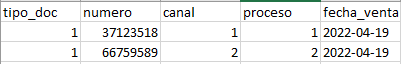 tipo_doc numero canal proceso fecha_venta
1 37123518 1 1 2022-04-19
1 66759589 2 2 2022-04-19